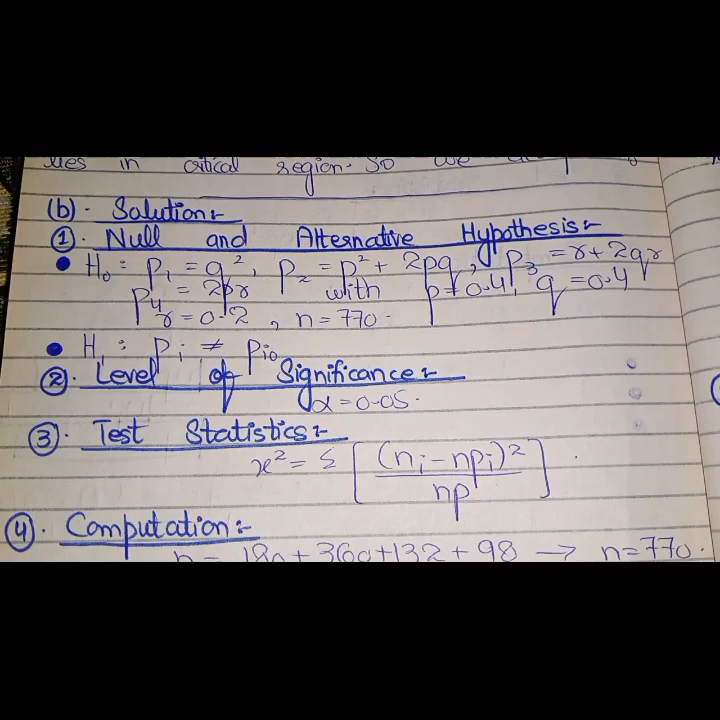 lies in critical region. So we
(b). Solution:-
①. Null and Alternative Hypothesis:-
• H₀ : P₁ = q², P₂ = p² + 2pq, P₃ = r + 2qr
P₄ = 2pr with p = 0.4, q = 0.4
r = 0.2, n = 770.
• H₁ : Pᵢ ≠ Pᵢ₀
②. Level of Significance:-
α = 0.05.
③. Test Statistics:-
x² = Σ [(nᵢ - npᵢ)² / np]
④. Computation:-
n = 180 + 360 + 132 + 98 → n = 770.